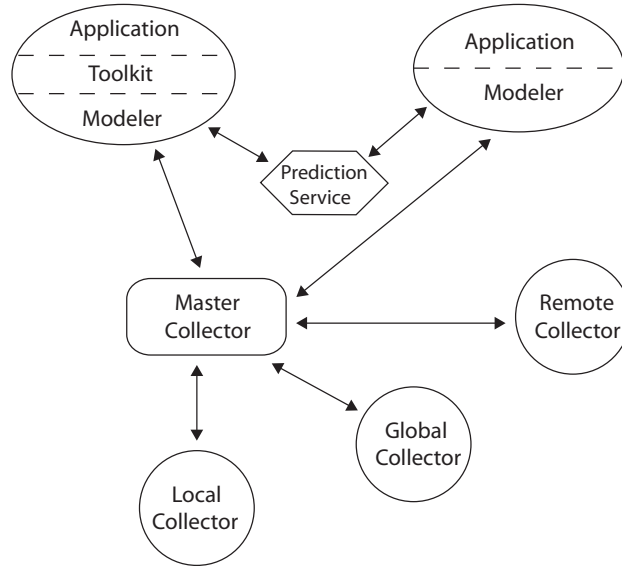 Application
Toolkit
Modeler
Application
Modeler
Prediction
Service
Master
Collector
Remote
Collector
Global
Collector
Local
Collector